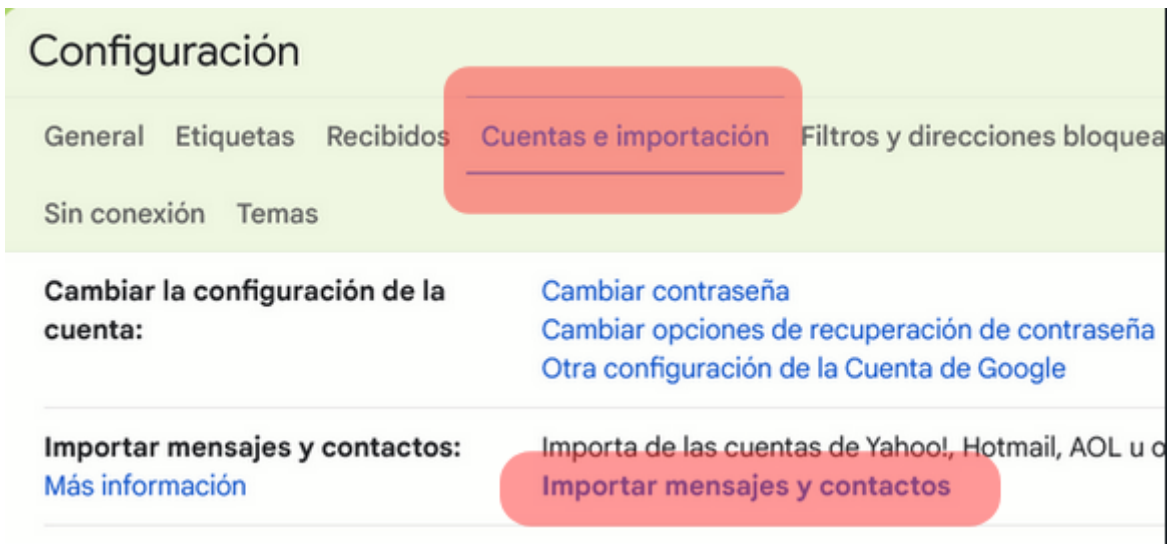 Configuración
General Etiquetas Recibidos Cuentas e importación Filtros y direcciones bloquea
Sin conexión Temas
Cambiar la configuración de la
cuenta:
Cambiar contraseña
Cambiar opciones de recuperación de contraseña
Otra configuración de la Cuenta de Google
Importar mensajes y contactos:
Más información
Importa de las cuentas de Yahoo!, Hotmail, AOL u o
Importar mensajes y contactos